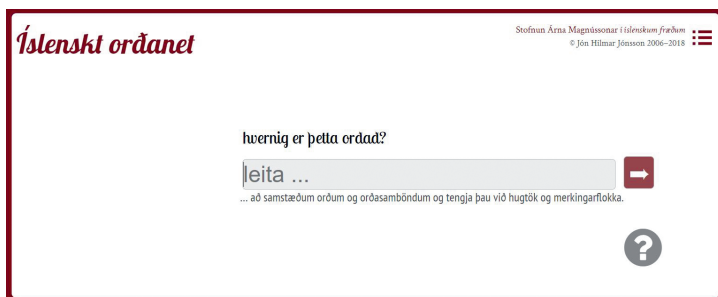 Íslenskt orðanet
Stofnun Árna Magnússonar í íslenskum fræðum
© Jón Hilmar Jónsson 2006–2018
hvernig er þetta ordad?
leita ...
... að samstæðum orðum og orðasamböndum og tengja þau við hugtök og merkingarflokka.
?